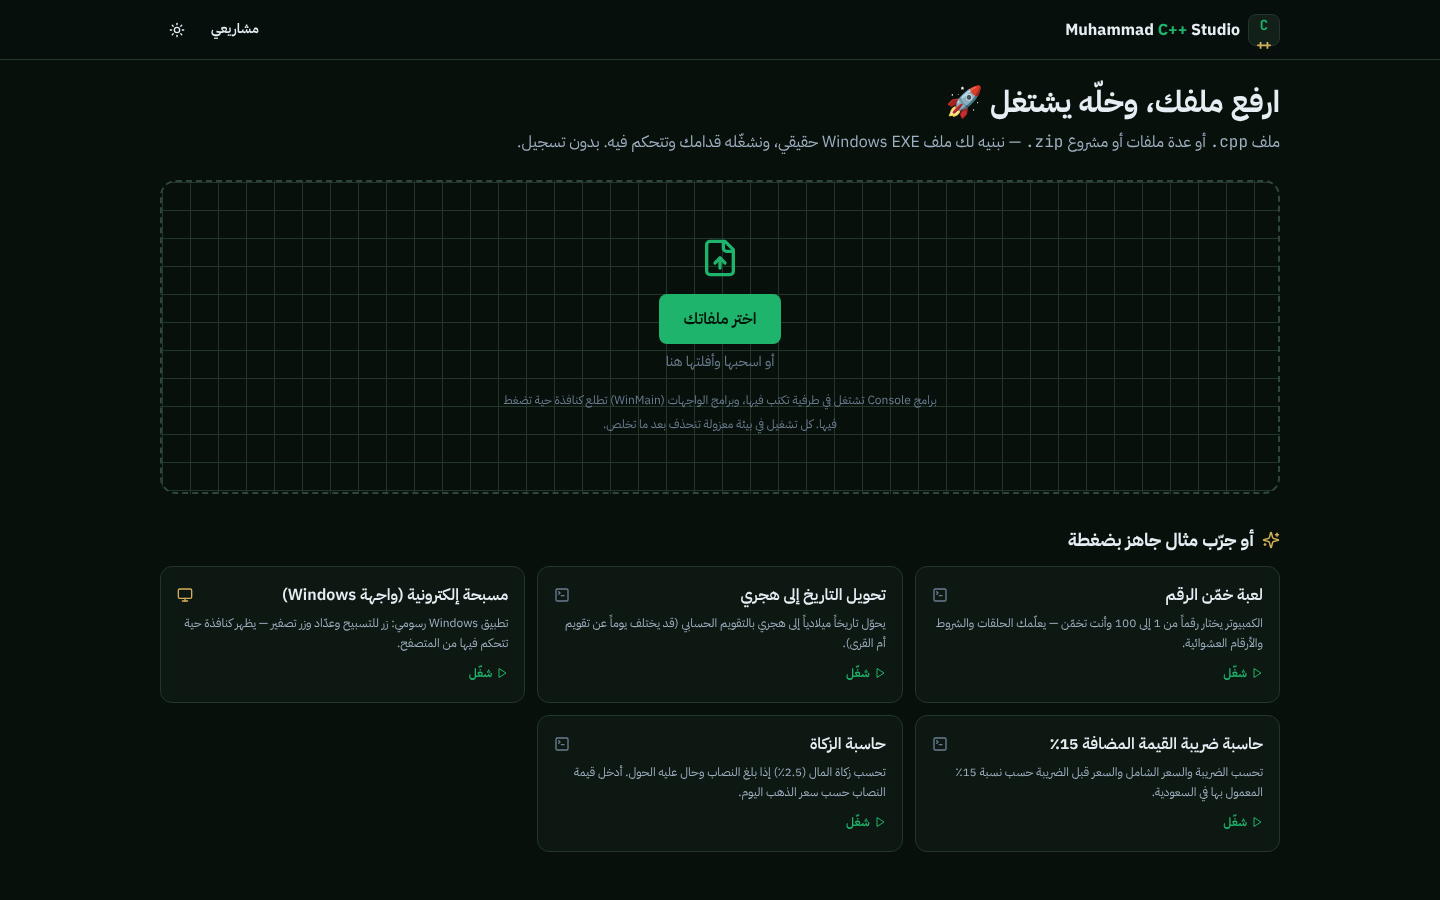 C
++
Muhammad C++ Studio
مشاريعي
ارفع ملفك، وخلّه يشتغل 🚀
ملف .cpp أو عدة ملفات أو مشروع .zip — نبنيه لك ملف Windows EXE حقيقي، ونشغّله قدامك وتتحكم فيه. بدون تسجيل.
اختر ملفاتك
أو اسحبها وأفلتها هنا
برامج Console تشتغل في طرفية تكتب فيها، وبرامج الواجهات (WinMain) تطلع كنافذة حية تضغط
فيها. كل تشغيل في بيئة معزولة تنحذف بعد ما تخلص.
أو جرّب مثال جاهز بضغطة
لعبة خمّن الرقم
الكمبيوتر يختار رقماً من 1 إلى 100 وأنت تخمّن — يعلّمك الحلقات والشروط
والأرقام العشوائية.
شغّل
تحويل التاريخ إلى هجري
يحوّل تاريخاً ميلادياً إلى هجري بالتقويم الحسابي (قد يختلف يوماً عن تقويم
أم القرى).
شغّل
مسبحة إلكترونية (واجهة Windows)
تطبيق Windows رسومي: زر للتسبيح وعدّاد وزر تصفير — يظهر كنافذة حية
تتحكم فيها من المتصفح.
شغّل
حاسبة ضريبة القيمة المضافة 15٪
تحسب الضريبة والسعر الشامل والسعر قبل الضريبة حسب نسبة 15٪
المعمول بها في السعودية.
شغّل
حاسبة الزكاة
تحسب زكاة المال (2.5٪) إذا بلغ النصاب وحال عليه الحول. أدخل قيمة
النصاب حسب سعر الذهب اليوم.
شغّل